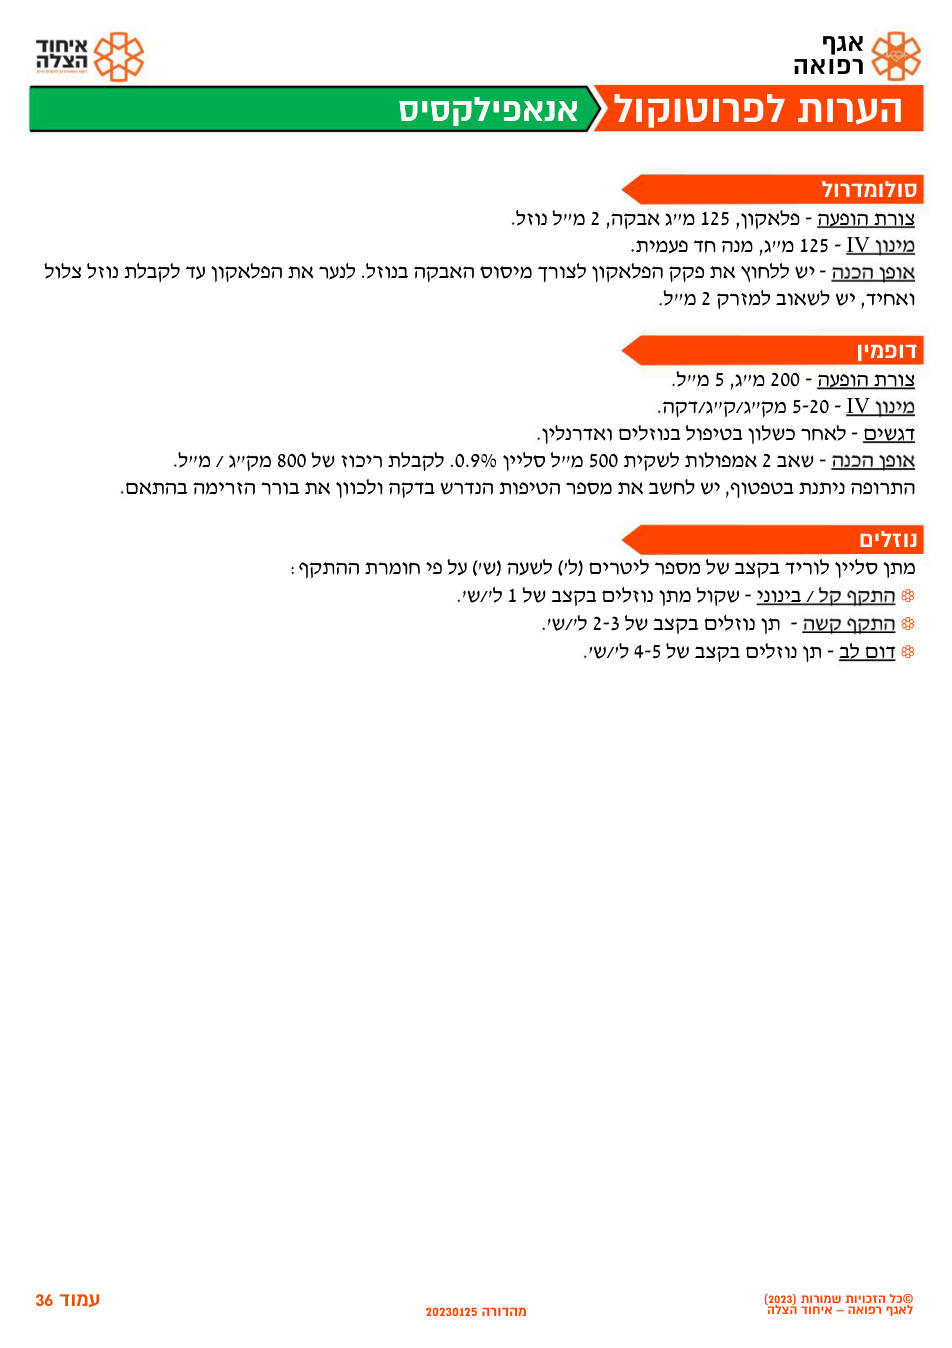 אגף
רפואה
איחוד
הצלה
הערות לפרוטוקול
אנאפילקסיס
סולומדרול
צורת הופעה - פלאקון, 125 מ״ג אבקה, 2 מ״ל נוזל.
מינון IV - 125 מ״ג, מנה חד פעמית.
אופן הכנה - יש ללחוץ את פקק הפלאקון לצורך מיסוס האבקה בנוזל. לנער את הפלאקון עד לקבלת נוזל צלול
ואחיד, יש לשאוב למזרק 2 מ״ל.
דופמין
צורת הופעה - 200 מ״ג, 5 מ״ל.
מינון IV - 5-20 מק״ג/ק״ג/דקה.
דגשים - לאחר כשלון בטיפול בנוזלים ואדרנלין.
אופן הכנה - שאב 2 אמפולות לשקית 500 מ״ל סליין 0.9%. לקבלת ריכוז של 800 מק״ג / מ״ל.
התרופה ניתנת בטפטוף, יש לחשב את מספר הטיפות הנדרש בדקה ולכוון את בורר הזרימה בהתאם.
נוזלים
מתן סליין לוריד בקצב של מספר ליטרים (ל׳) לשעה (ש׳) על פי חומרת ההתקף:
התקף קל / בינוני - שקול מתן נוזלים בקצב של 1 ל׳/ש׳.
התקף קשה - תן נוזלים בקצב של 2-3 ל׳/ש׳.
דום לב - תן נוזלים בקצב של 4-5 ל׳/ש׳.
©כל הזכויות שמורות (2023)
לאגף רפואה – איחוד הצלה
מהדורה 20230125
עמוד 36